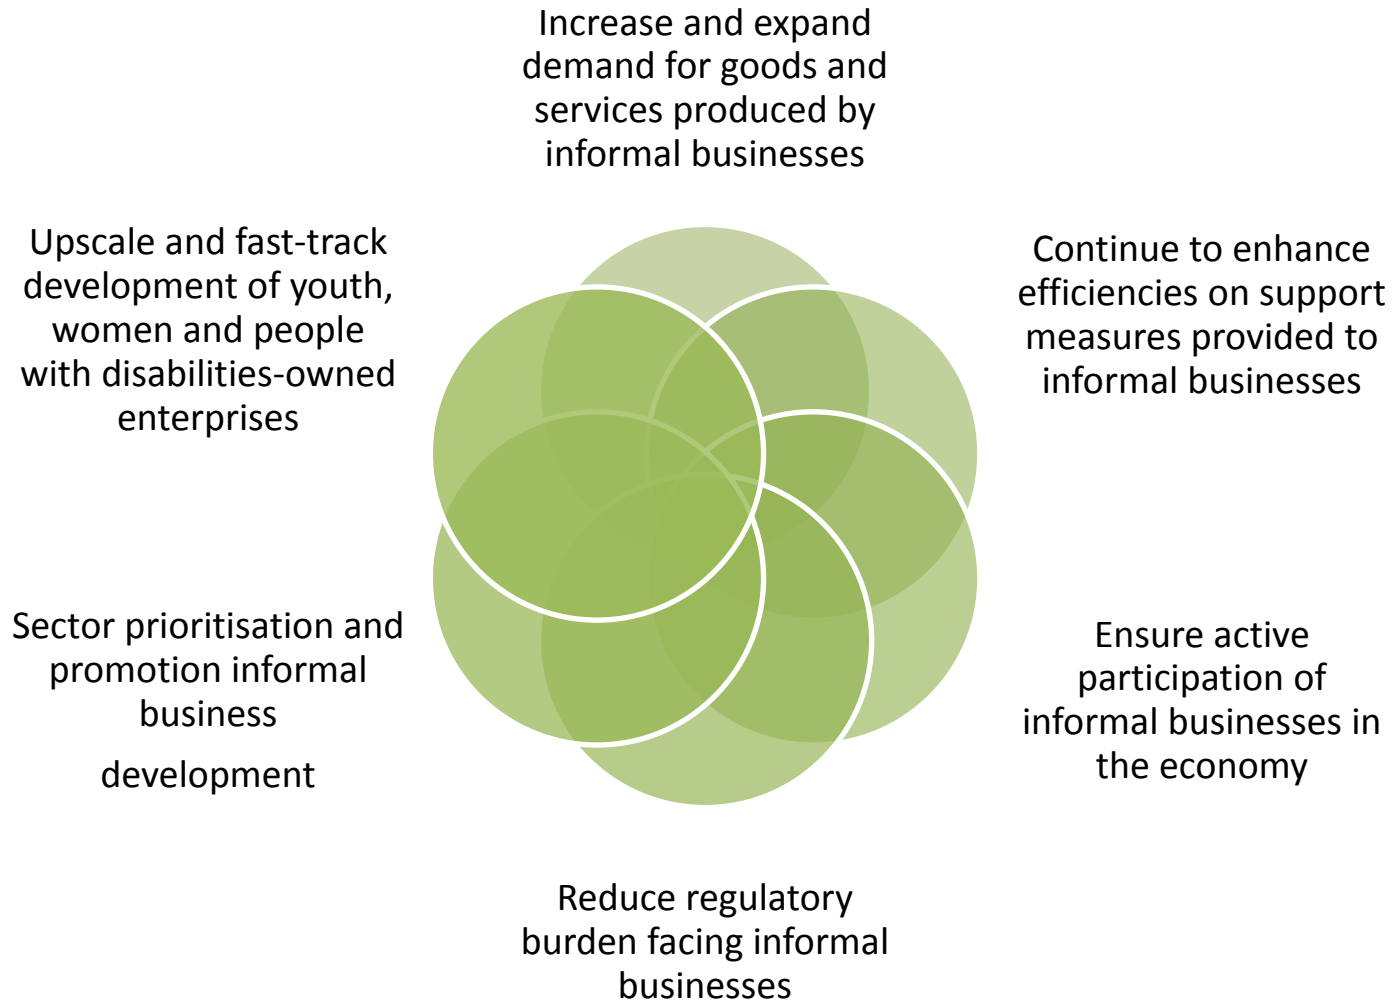 Increase and expand
demand for goods and
services produced by
informal businesses
Continue to enhance
efficiencies on support
measures provided to
informal businesses
Ensure active
participation of
informal businesses in
the economy
Reduce regulatory
burden facing informal
businesses
Sector prioritisation and
promotion informal
business
development
Upscale and fast-track
development of youth,
women and people
with disabilities-owned
enterprises